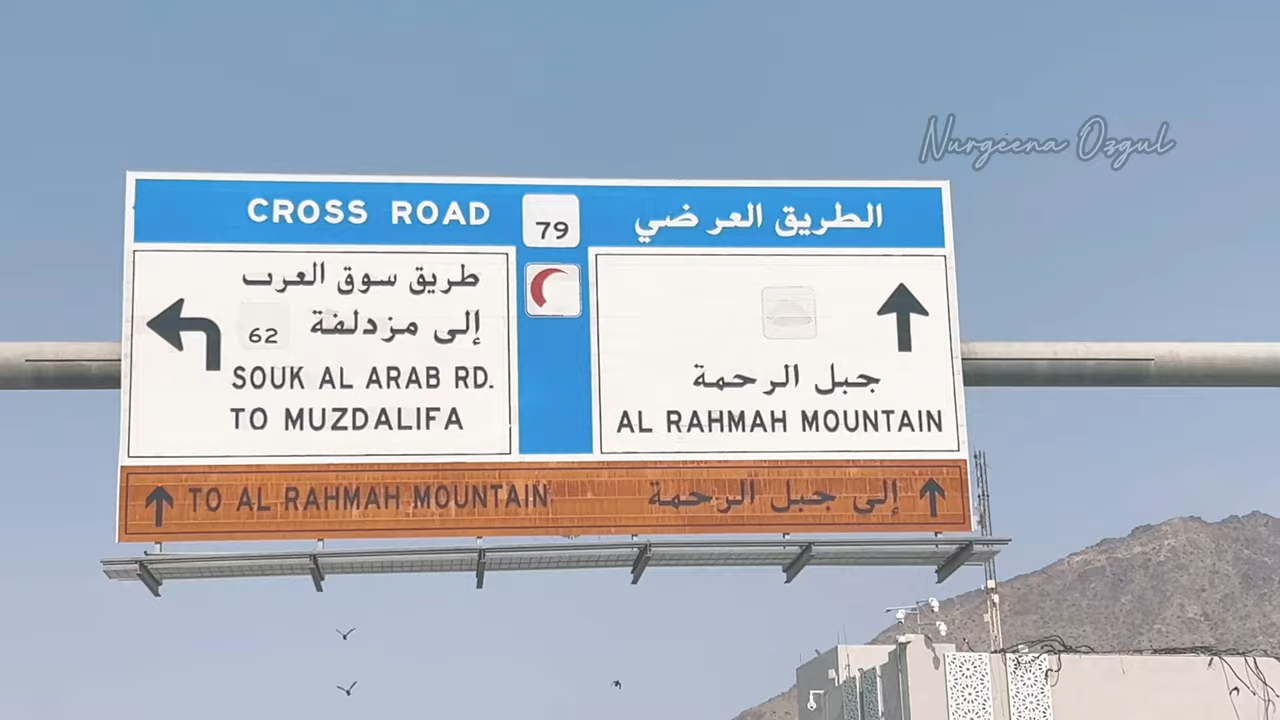 Nurgeena Ozgul
CROSS ROAD 79 الطريق العرضي
طريق سوق العرب
إلى مزدلفة 62
SOUK AL ARAB RD.
TO MUZDALIFA
جبل الرحمة
AL RAHMAH MOUNTAIN
TO AL RAHMAH MOUNTAIN إلى جبل الرحمة